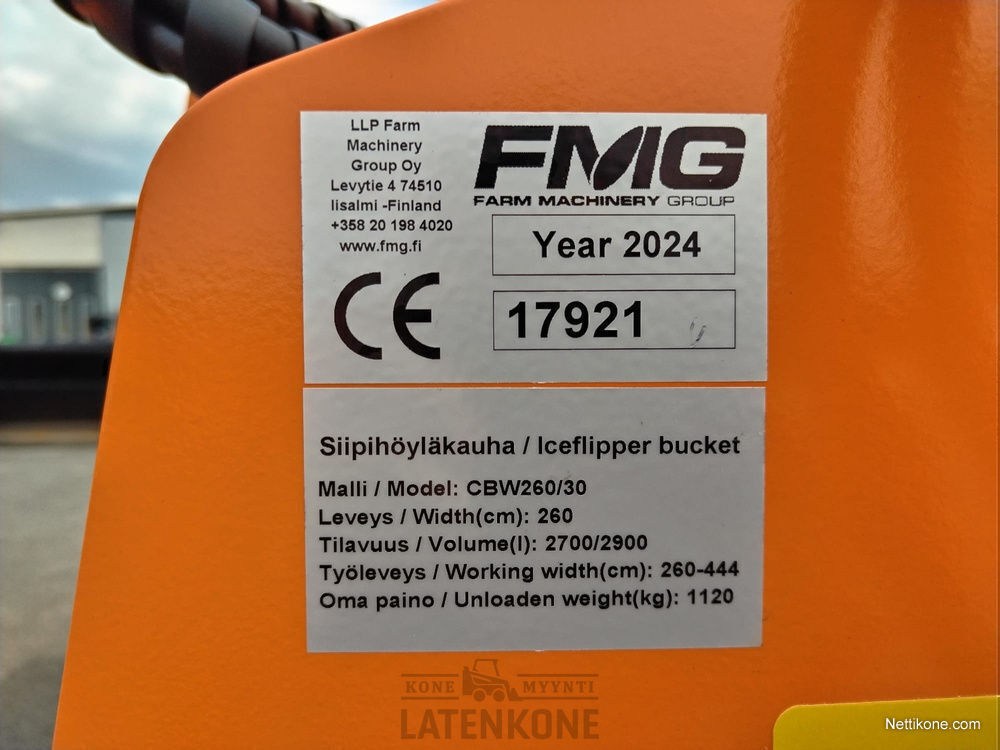 LLP Farm
Machinery
Group Oy
Levytie 4 74510
Iisalmi -Finland
+358 20 198 4020
www.fmg.fi
CE
FMG
FARM MACHINERY GROUP
Year 2024
17921
Siipihöyläkauha / Iceflipper bucket
Malli / Model: CBW260/30
Leveys / Width(cm): 260
Tilavuus / Volume(l): 2700/2900
Työleveys / Working width(cm): 260-444
Oma paino / Unloaden weight(kg): 1120
KONE MYYNTI
LATENKONE
Nettikone.com